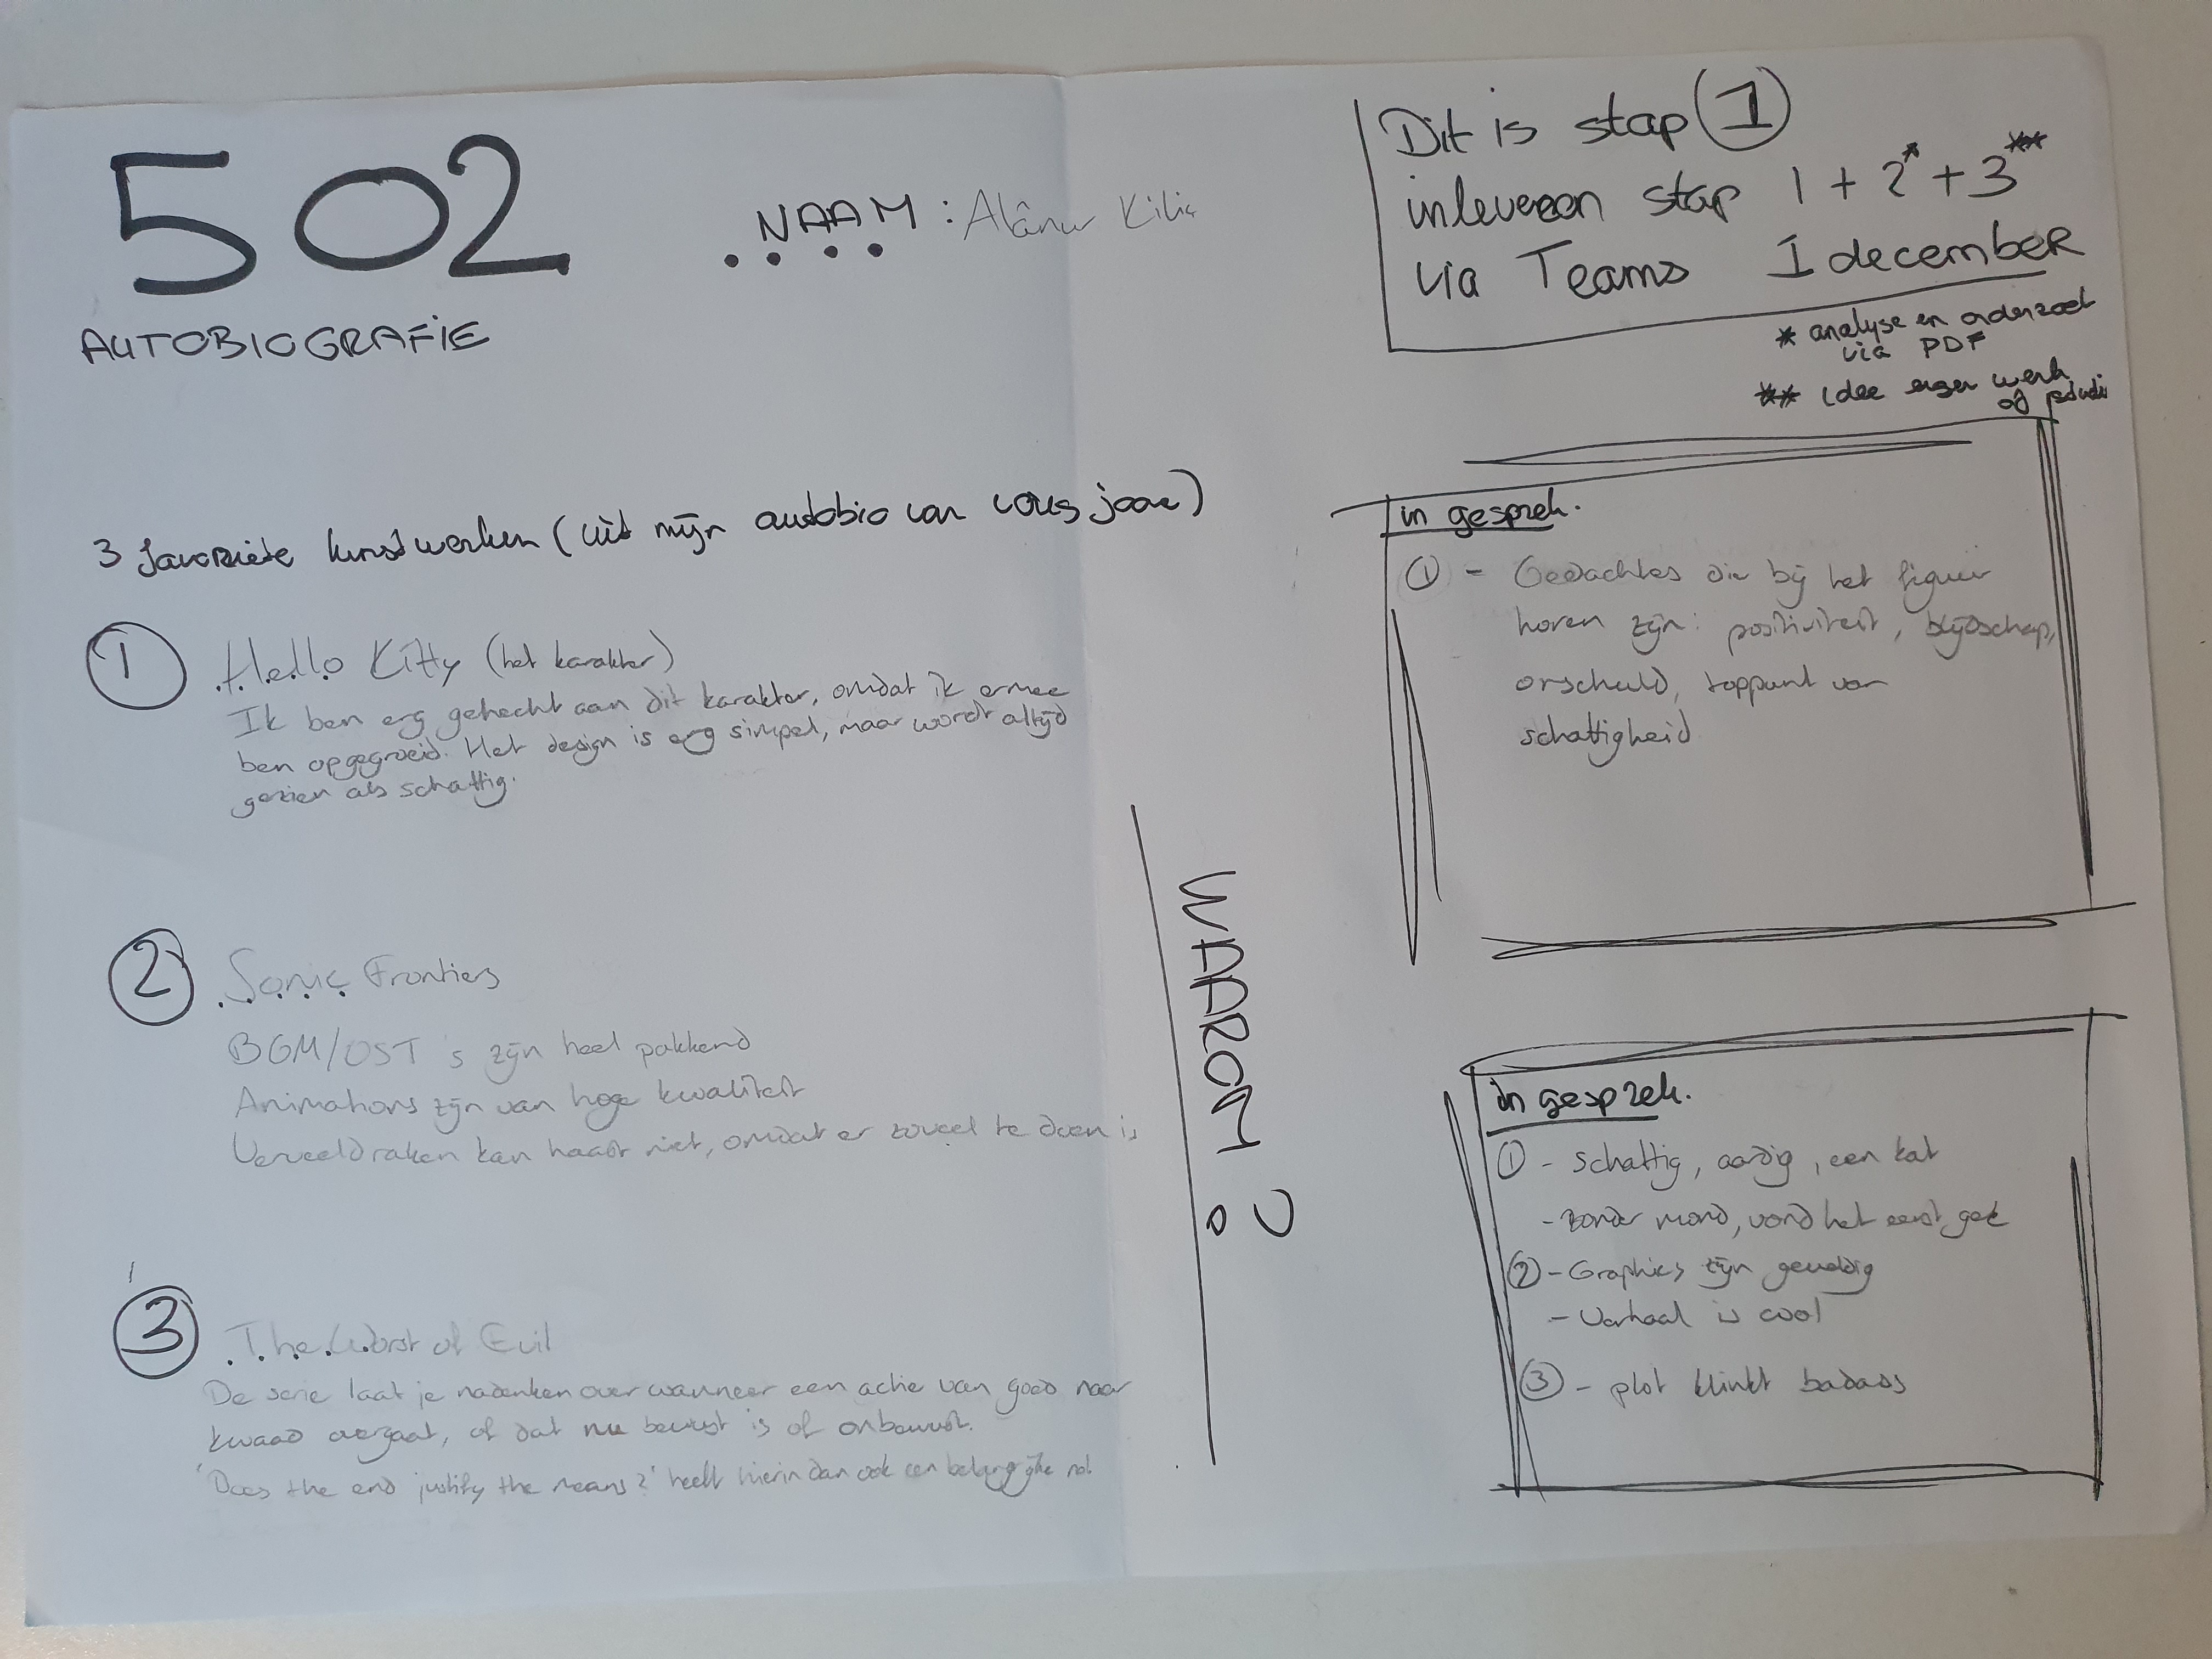 502
AUTOBIOGRAFIE
NAAM: Alânur Kilic
Dit is stap 1
inleveren stap 1 + 2* + 3**
via Teams 1 december
* analyse en onderzoek
via PDF
** idee eigen werk
of
3 favoriete kunstwerken (uit mijn autobio van vorig jaar)
1 Hello Kitty (het karakter)
Ik ben erg gehecht aan dit karakter, omdat ik ermee
ben opgegroeid. Het design is erg simpel, maar wordt altijd
gezien als schattig.
2 Sonic Frontiers
BGM/OST's zijn heel pakkend
Animations zijn van hoge kwaliteit
Verveeld raken kan haast niet, omdat er zoveel te doen is
3 The Worst of Evil
De serie laat je nadenken over wanneer een actie van goed naar
kwaad overgaat, of dat nu bewust is of onbewust.
'Does the end justify the means?' heeft hierin dan ook een belangrijke rol.
WAAROM?
in gesprek.
1 - Gedachtes die bij het figuur
horen zijn: positiviteit, blijdschap,
onschuld, toppunt van
schattigheid
in gesprek.
1 - schattig, aardig, een kat
- zonder mond, vond het eerst gek
2 - Graphics zijn geweldig
- Verhaal is cool
3 - plot klinkt badass